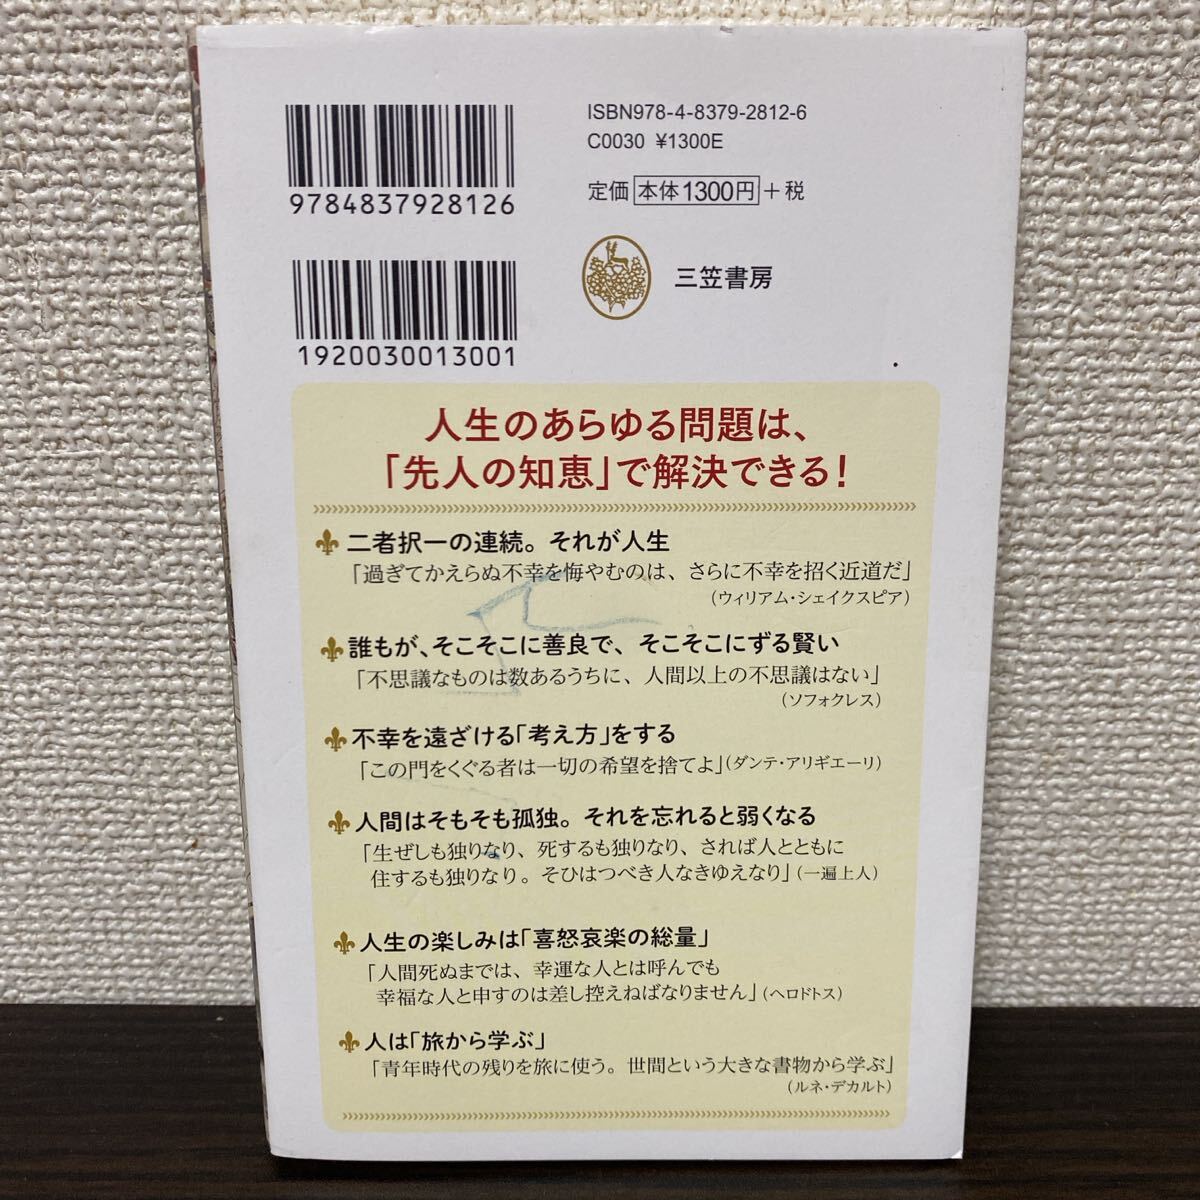 ISBN978-4-8379-2812-6
C0030 ¥1300E
定価 本体1300円+税
9784837928126
三笠書房
1920030013001
人生のあらゆる問題は、
「先人の知恵」で解決できる!
二者択一の連続。それが人生
「過ぎてかえらぬ不幸を悔やむのは、さらに不幸を招く近道だ」
(ウィリアム・シェイクスピア)
誰もが、そこそこに善良で、そこそこにずる賢い
「不思議なものは数あるうちに、人間以上の不思議はない」
(ソフォクレス)
不幸を遠ざける「考え方」をする
「この門をくぐる者は一切の希望を捨てよ」(ダンテ・アリギエーリ)
人間はそもそも孤独。それを忘れると弱くなる
「生ぜしも独りなり、死するも独りなり、されば人とともに
住するも独りなり。そひはつべき人なきゆえなり」(一遍上人)
人生の楽しみは「喜怒哀楽の総量」
「人間死ぬまでは、幸運な人とは呼んでも
幸福な人と申すのは差し控えねばなりません」(ヘロドトス)
人は「旅から学ぶ」
「青年時代の残りを旅に使う。世間という大きな書物から学ぶ」
(ルネ・デカルト)